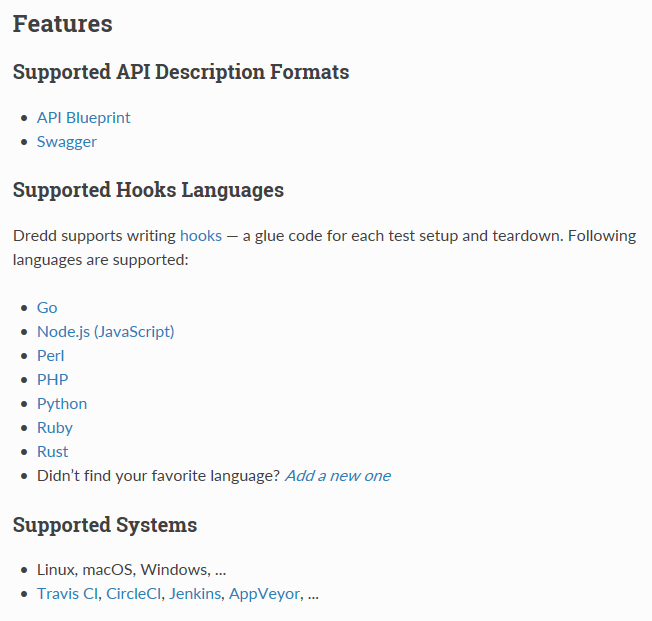 Features
Supported API Description Formats
API Blueprint
Swagger
Supported Hooks Languages
Dredd supports writing hooks — a glue code for each test setup and teardown. Following
languages are supported:
Go
Node.js (JavaScript)
Perl
PHP
Python
Ruby
Rust
Didn’t find your favorite language? Add a new one
Supported Systems
Linux, macOS, Windows, ...
Travis CI, CircleCI, Jenkins, AppVeyor, ...